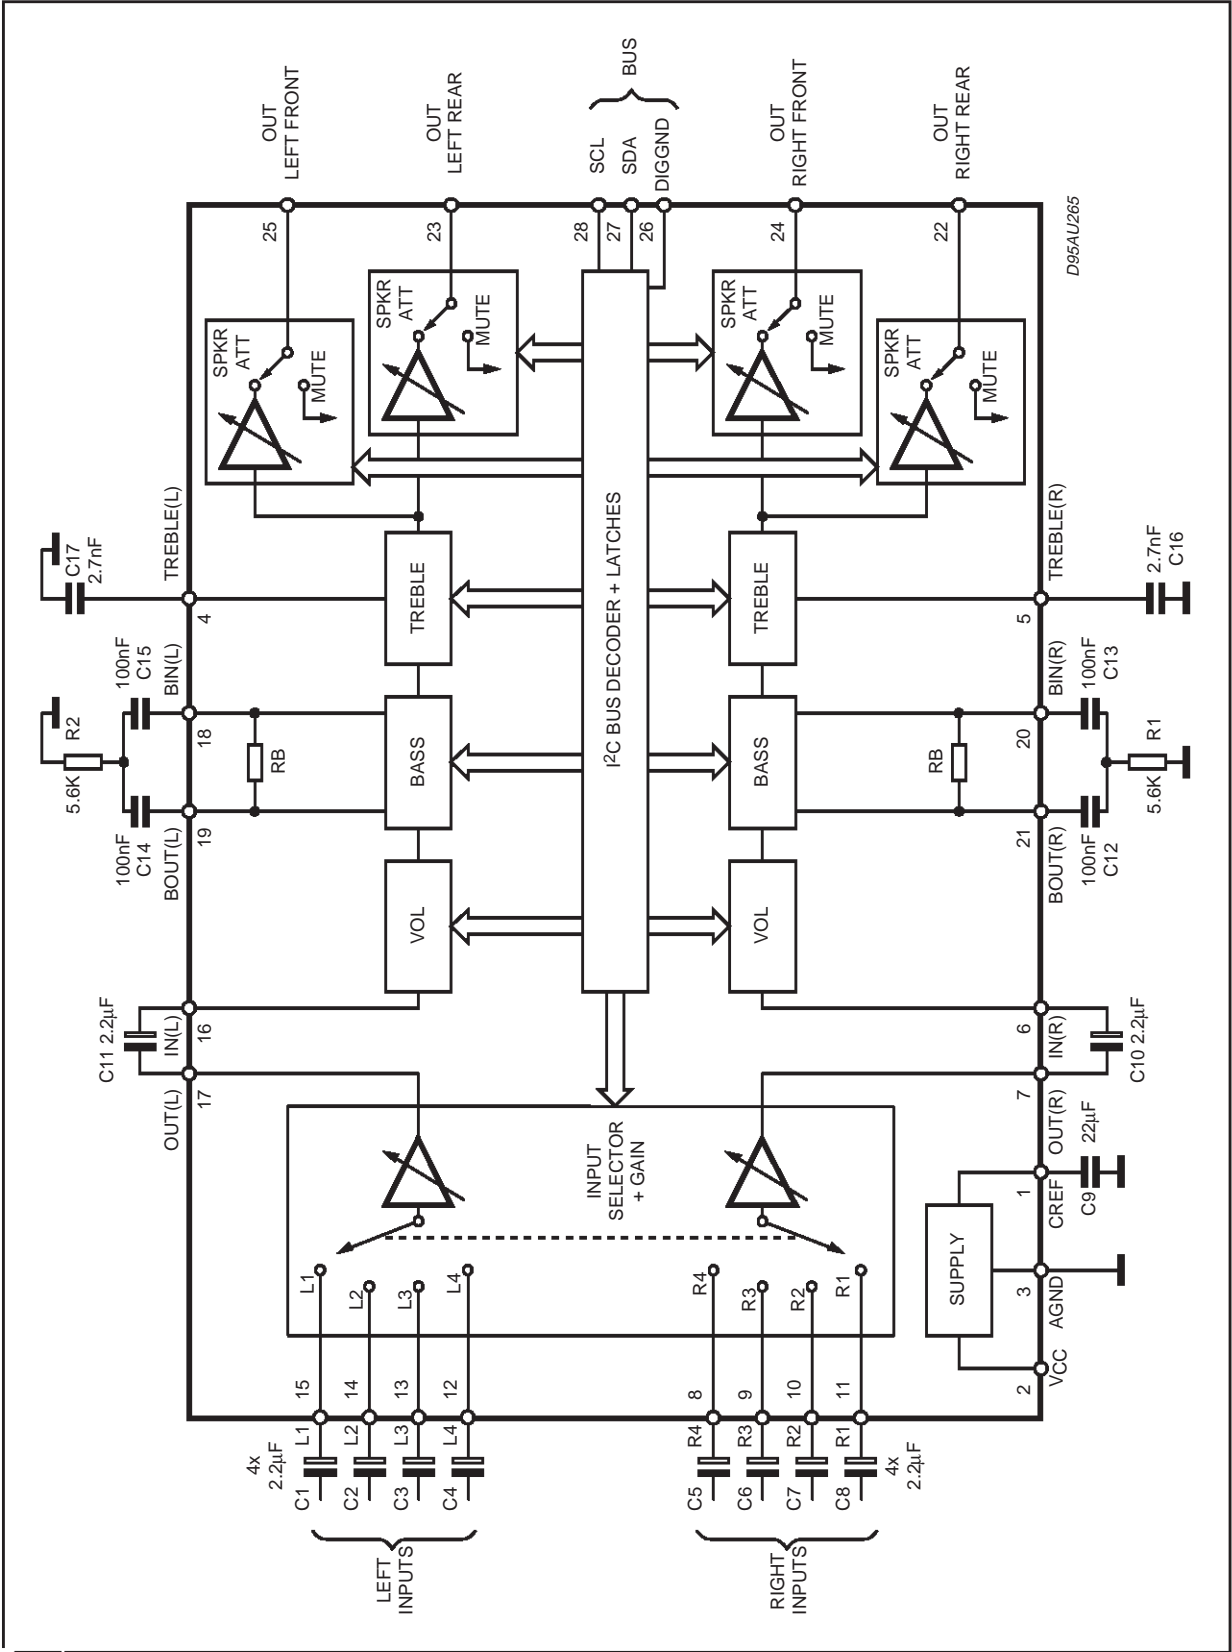 4x
2.2µF
C1
L1
15
L1
C2
L2
14
L2
C3
L3
13
L3
C4
L4
12
L4
LEFT
INPUTS
C5
R4
8
R4
C6
R3
9
R3
C7
R2
10
R2
C8
R1
11
R1
4x
2.2µF
RIGHT
INPUTS
INPUT
SELECTOR
+ GAIN
SUPPLY
2
VCC
3
AGND
1
CREF
C9
22µF
OUT(L)
17
C11 2.2µF
IN(L)
16
7
OUT(R)
C10 2.2µF
6
IN(R)
VOL
VOL
100nF
C14
BOUT(L)
19
5.6K
R2
100nF
C15
BIN(L)
18
RB
BASS
BASS
RB
21
BOUT(R)
100nF
C12
20
BIN(R)
100nF
C13
5.6K
R1
C17
2.7nF
TREBLE(L)
4
TREBLE
TREBLE
5
TREBLE(R)
2.7nF
C16
I2C BUS DECODER + LATCHES
SPKR
ATT
MUTE
25
OUT
LEFT FRONT
SPKR
ATT
MUTE
23
OUT
LEFT REAR
28
SCL
27
SDA
26
DIGGND
BUS
SPKR
ATT
MUTE
24
OUT
RIGHT FRONT
SPKR
ATT
MUTE
22
OUT
RIGHT REAR
D95AU265